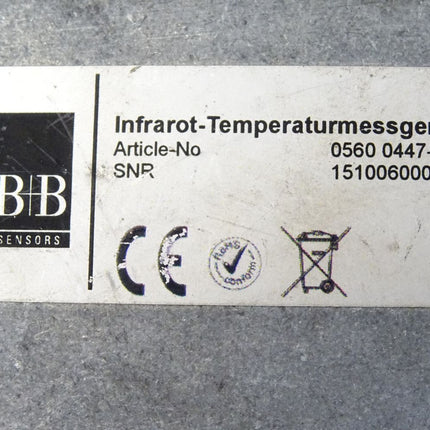 B+B
SENSORS
Infrarot-Temperaturmessger
Article-No 0560 0447-
SNR 151006000
CE
RoHS
conform